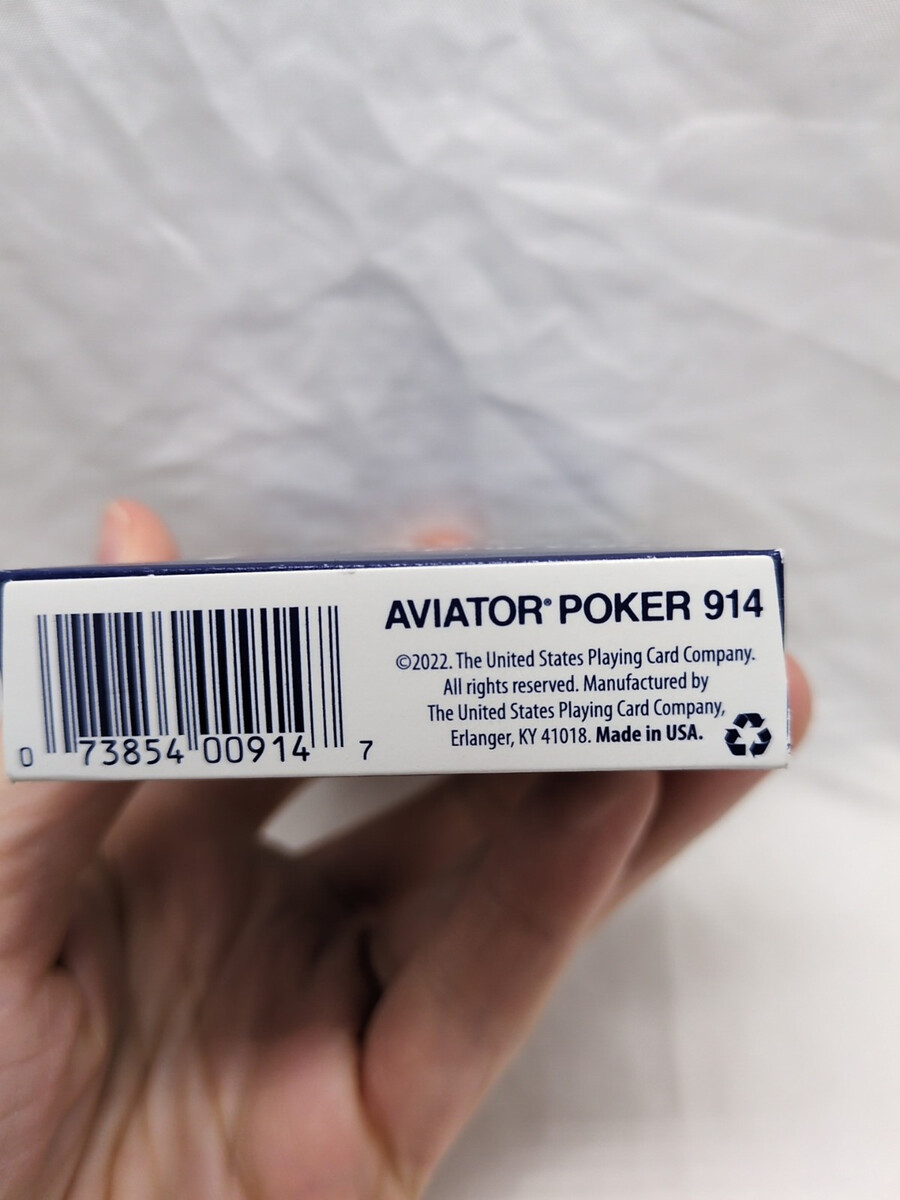 AVIATOR® POKER 914
©2022. The United States Playing Card Company.
All rights reserved. Manufactured by
The United States Playing Card Company,
Erlanger, KY 41018. Made in USA.
0 73854 00914 7